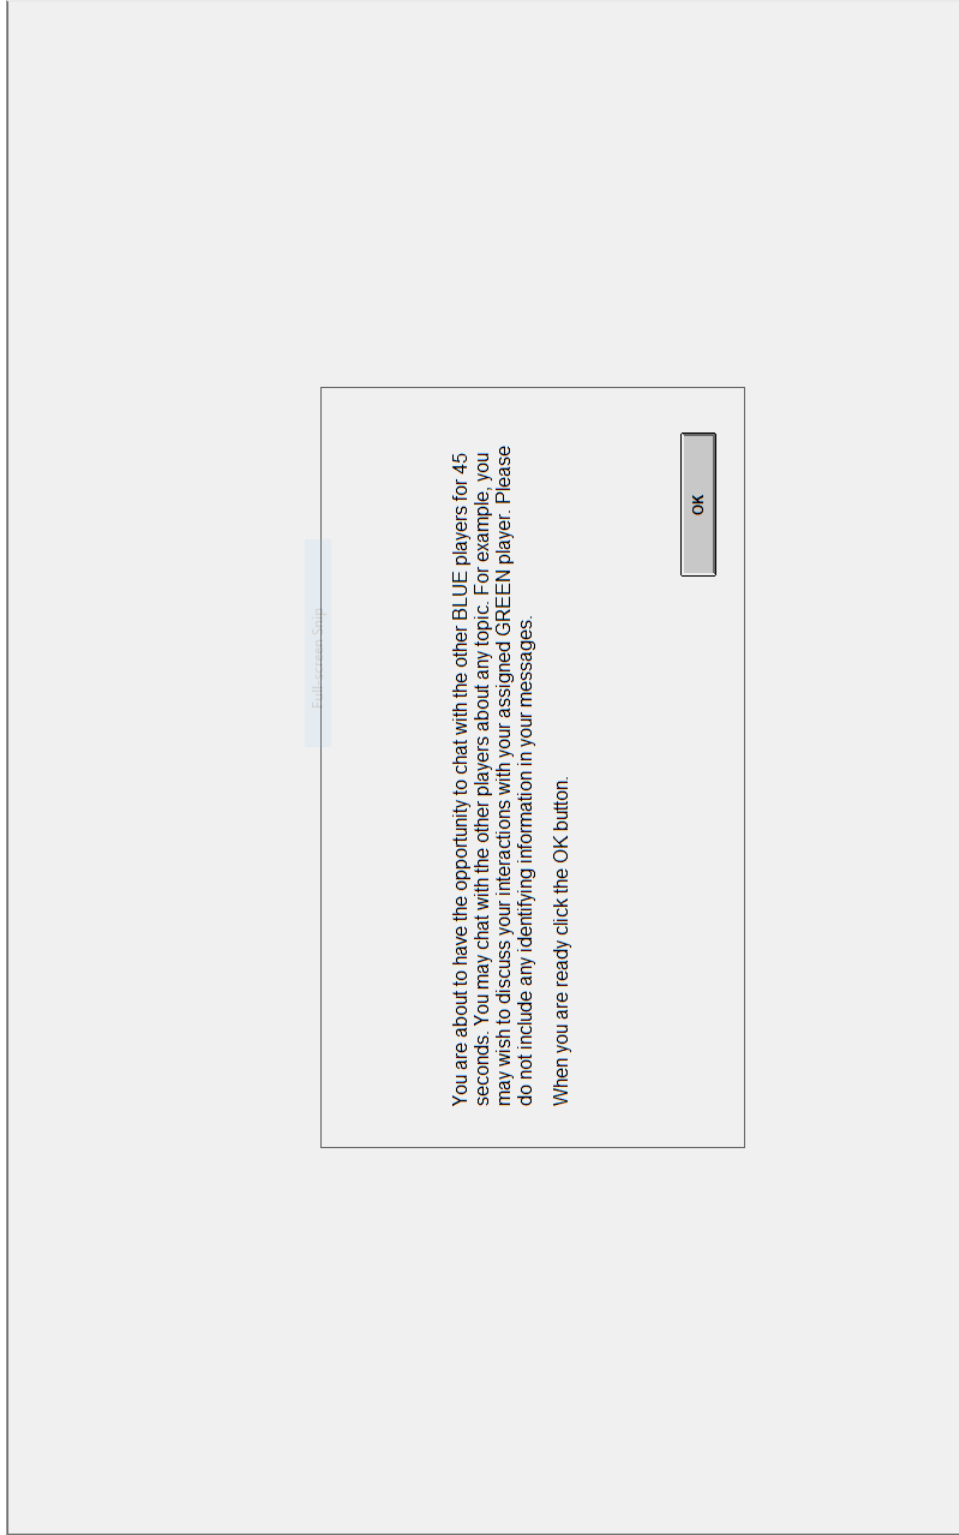 Full-screen Snip
You are about to have the opportunity to chat with the other BLUE players for 45
seconds. You may chat with the other players about any topic. For example, you
may wish to discuss your interactions with your assigned GREEN player. Please
do not include any identifying information in your messages.
When you are ready click the OK button.
OK